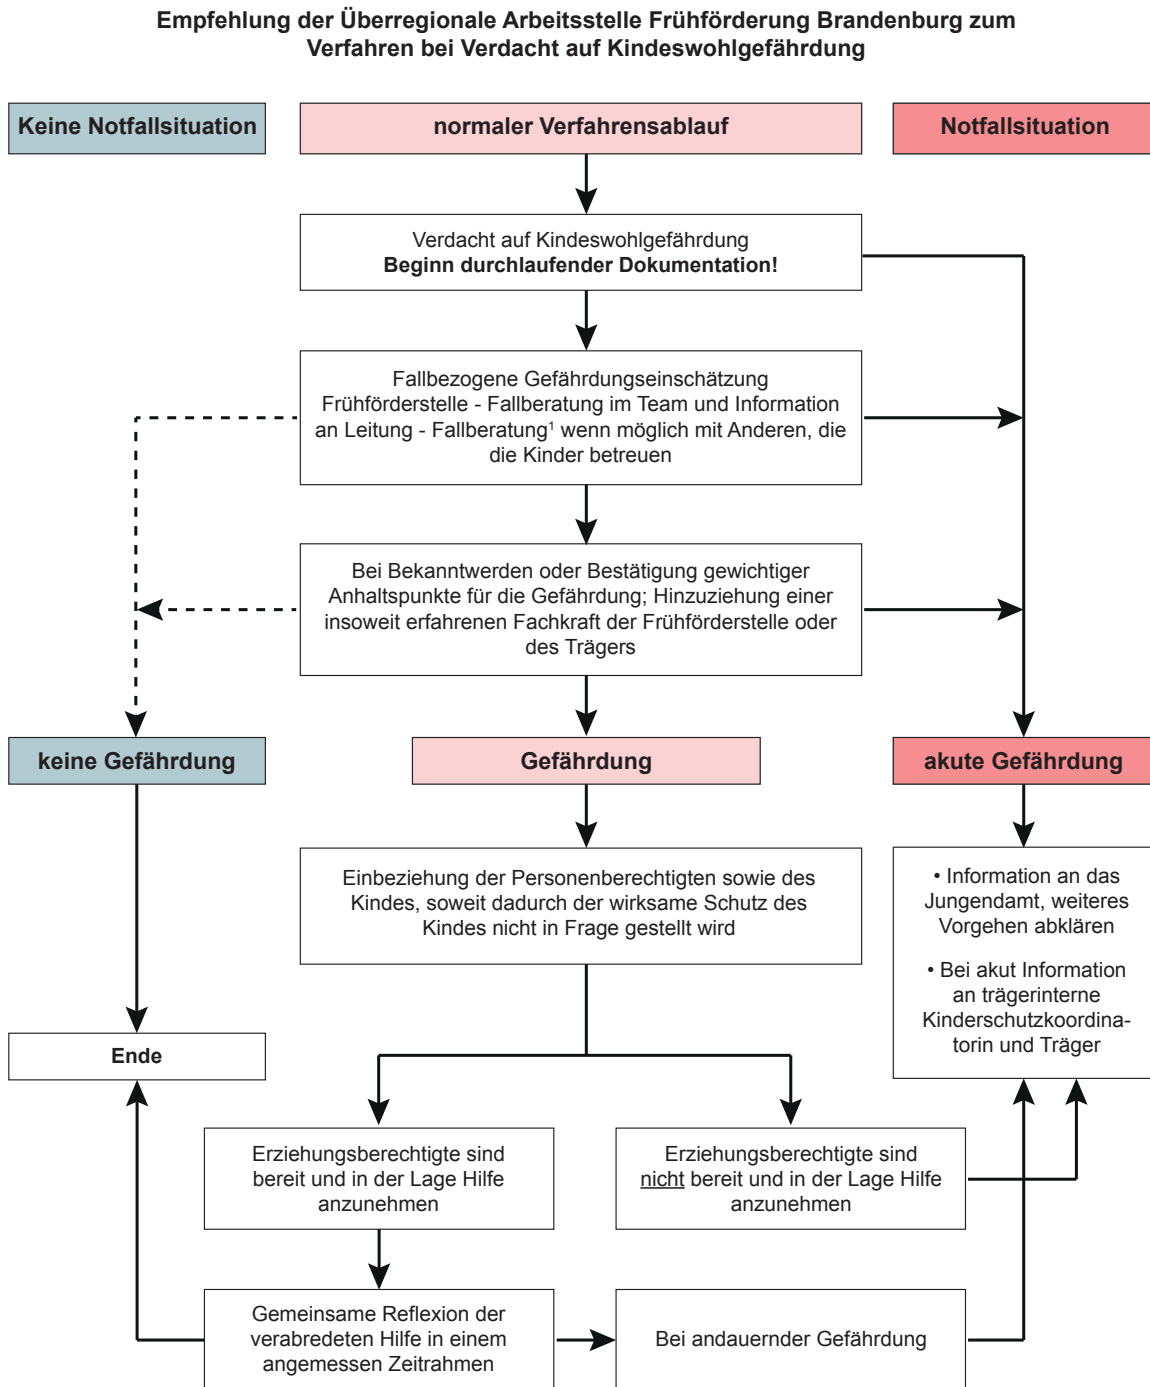 Empfehlung der Überregionale Arbeitsstelle Frühförderung Brandenburg zum
Verfahren bei Verdacht auf Kindeswohlgefährdung
Keine Notfallsituation
normaler Verfahrensablauf
Notfallsituation
Verdacht auf Kindeswohlgefährdung
Beginn durchlaufender Dokumentation!
Fallbezogene Gefährdungseinschätzung
Frühförderstelle - Fallberatung im Team und Information
an Leitung - Fallberatung¹ wenn möglich mit Anderen, die
die Kinder betreuen
Bei Bekanntwerden oder Bestätigung gewichtiger
Anhaltspunkte für die Gefährdung; Hinzuziehung einer
insoweit erfahrenen Fachkraft der Frühförderstelle oder
des Trägers
keine Gefährdung
Gefährdung
akute Gefährdung
Einbeziehung der Personenberechtigten sowie des
Kindes, soweit dadurch der wirksame Schutz des
Kindes nicht in Frage gestellt wird
• Information an das
Jungendamt, weiteres
Vorgehen abklären
• Bei akut Information
an trägerinterne
Kinderschutzkoordina-
torin und Träger
Ende
Erziehungsberechtigte sind
bereit und in der Lage Hilfe
anzunehmen
Erziehungsberechtigte sind
nicht bereit und in der Lage Hilfe
anzunehmen
Gemeinsame Reflexion der
verabredeten Hilfe in einem
angemessen Zeitrahmen
Bei andauernder Gefährdung